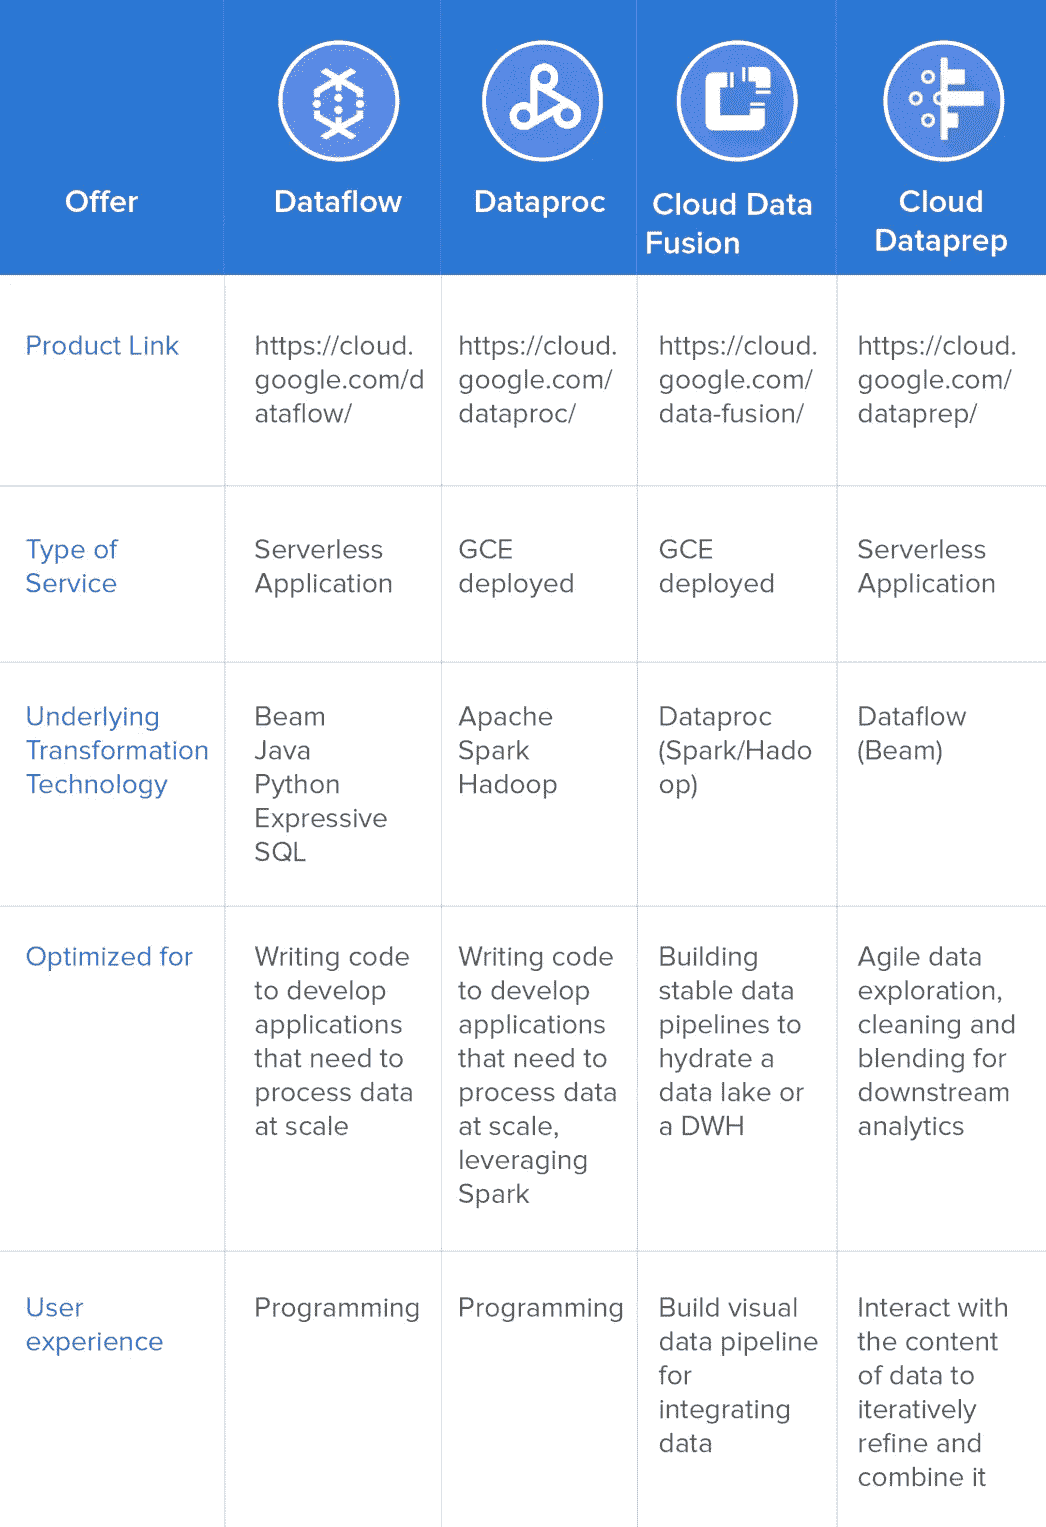 Offer
Dataflow
Dataproc
Cloud Data
Fusion
Cloud
Dataprep
Product Link
https://cloud.
google.com/d
ataflow/
https://cloud.
google.com/
dataproc/
https://cloud.
google.com/
data-fusion/
https://cloud.
google.com/
dataprep/
Type of
Service
Serverless
Application
GCE
deployed
GCE
deployed
Serverless
Application
Underlying
Transformation
Technology
Beam
Java
Python
Expressive
SQL
Apache
Spark
Hadoop
Dataproc
(Spark/Hado
op)
Dataflow
(Beam)
Optimized for
Writing code
to develop
applications
that need to
process data
at scale
Writing code
to develop
applications
that need to
process data
at scale,
leveraging
Spark
Building
stable data
pipelines to
hydrate a
data lake or
a DWH
Agile data
exploration,
cleaning and
blending for
downstream
analytics
User
experience
Programming
Programming
Build visual
data pipeline
for
integrating
data
Interact with
the content
of data to
iteratively
refine and
combine it